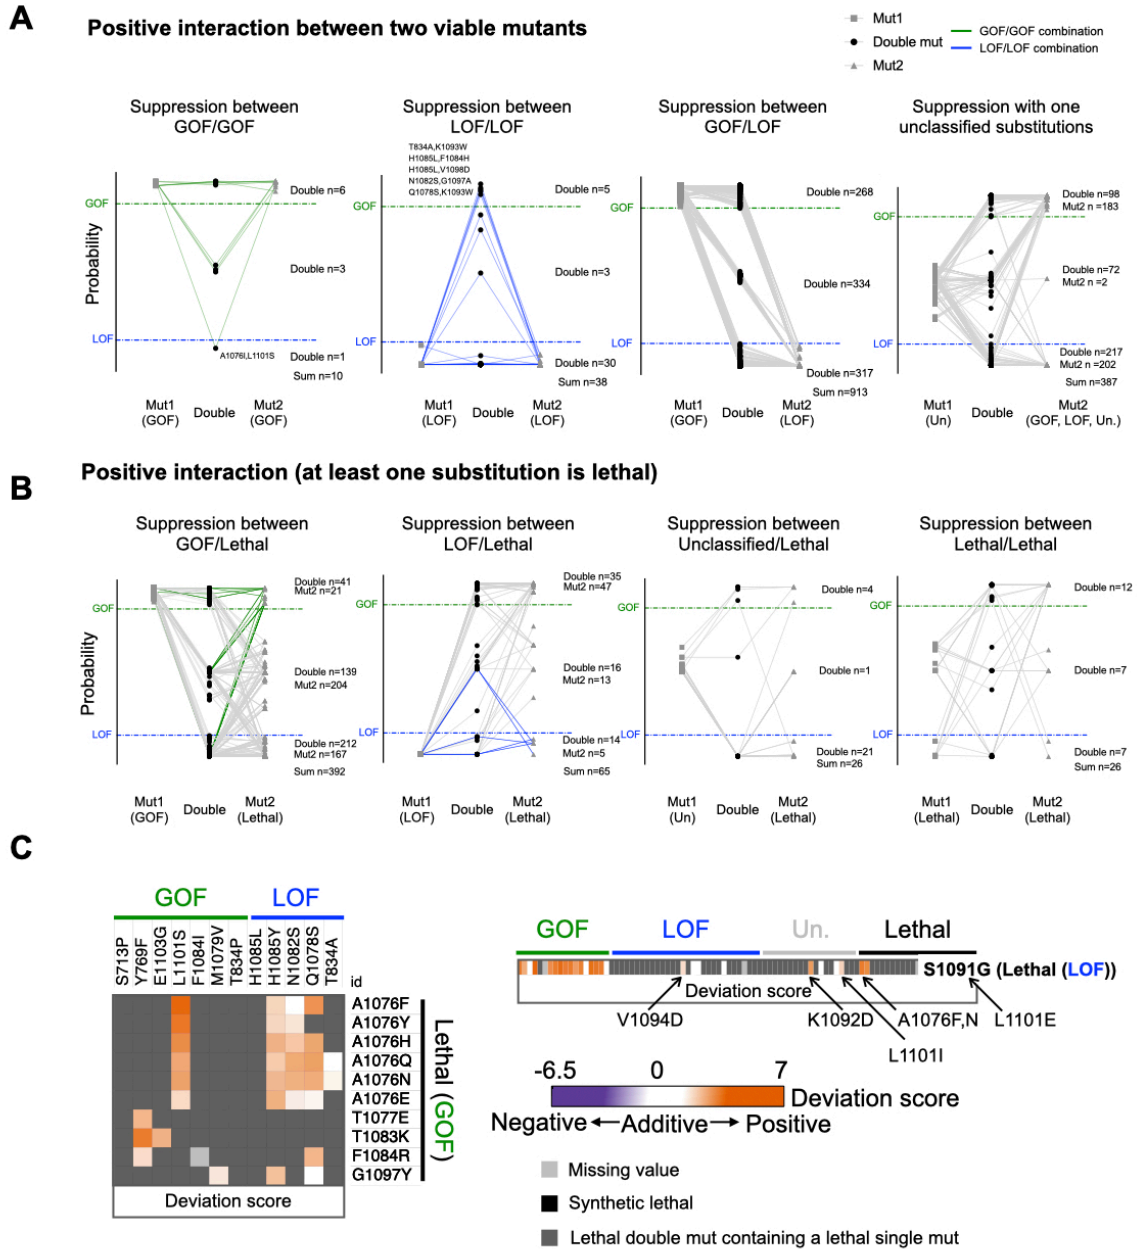 A
Positive interaction between two viable mutants
Mut1
Double mut
Mut2
GOF/GOF combination
LOF/LOF combination
Suppression between
GOF/GOF
Probability
GOF
LOF
Double n=6
Double n=3
A1076I,L1101S
Double n=1
Sum n=10
Mut1
(GOF)
Double
Mut2
(GOF)
Suppression between
LOF/LOF
T834A,K1093W
H1085L,F1084H
H1085L,V1098D
N1082S,G1097A
Q1078S,K1093W
GOF
LOF
Double n=5
Double n=3
Double n=30
Sum n=38
Mut1
(LOF)
Double
Mut2
(LOF)
Suppression between
GOF/LOF
GOF
LOF
Double n=268
Double n=334
Double n=317
Sum n=913
Mut1
(GOF)
Double
Mut2
(LOF)
Suppression with one
unclassified substitutions
GOF
LOF
Double n=98
Mut2 n =183
Double n=72
Mut2 n =2
Double n=217
Mut2 n =202
Sum n=387
Mut1
(Un)
Double
Mut2
(GOF, LOF, Un.)
B
Positive interaction (at least one substitution is lethal)
Suppression between
GOF/Lethal
Probability
GOF
LOF
Double n=41
Mut2 n=21
Double n=139
Mut2 n=204
Double n=212
Mut2 n=167
Sum n=392
Mut1
(GOF)
Double
Mut2
(Lethal)
Suppression between
LOF/Lethal
GOF
LOF
Double n=35
Mut2 n=47
Double n=16
Mut2 n=13
Double n=14
Mut2 n=5
Sum n=65
Mut1
(LOF)
Double
Mut2
(Lethal)
Suppression between
Unclassified/Lethal
GOF
LOF
Double n=4
Double n=1
Double n=21
Sum n=26
Mut1
(Un)
Double
Mut2
(Lethal)
Suppression between
Lethal/Lethal
GOF
LOF
Double n=12
Double n=7
Double n=7
Sum n=26
Mut1
(Lethal)
Double
Mut2
(Lethal)
C
GOF
LOF
S713P
Y769F
E1103G
L1101S
F1084I
M1079V
T834P
H1085L
H1085Y
N1082S
Q1078S
T834A
id
A1076F
A1076Y
A1076H
A1076Q
A1076N
A1076E
T1077E
T1083K
F1084R
G1097Y
Lethal (GOF)
Deviation score
GOF
LOF
Un.
Lethal
S1091G (Lethal (LOF))
Deviation score
V1094D
K1092D
A1076F,N
L1101E
L1101I
-6.5
0
7
Deviation score
Negative
Additive
Positive
Missing value
Synthetic lethal
Lethal double mut containing a lethal single mut